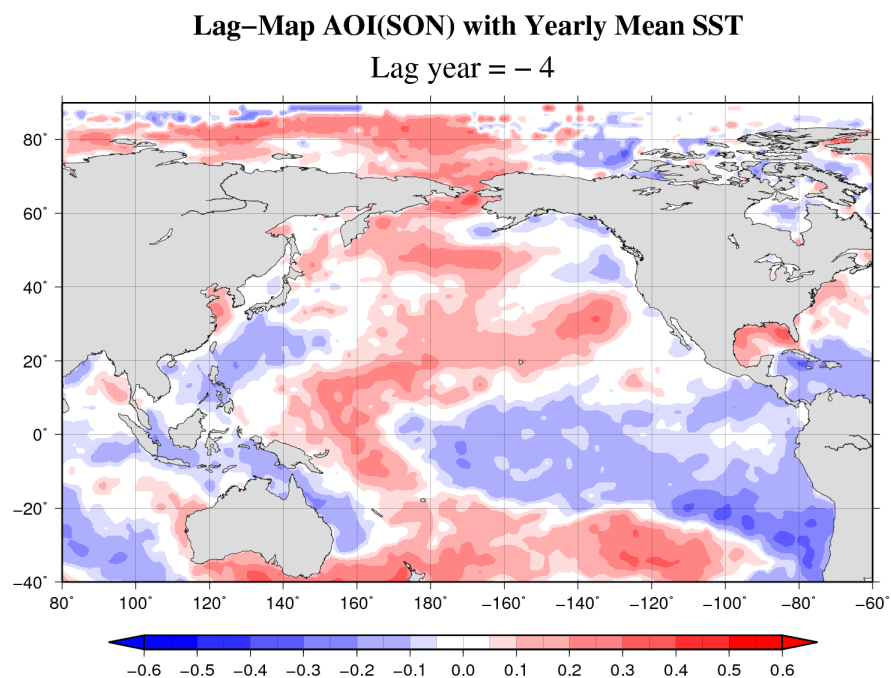 Lag−Map AOI(SON) with Yearly Mean SST
Lag year = − 4
80˚
60˚
40˚
20˚
0˚
−20˚
−40˚
80 100 120 140 160 180 −160˚ −140˚ −120˚ −100˚ −80˚ −60˚
−0.6 −0.5 −0.4 −0.3 −0.2 −0.1 0.0 0.1 0.2 0.3 0.4 0.5 0.6